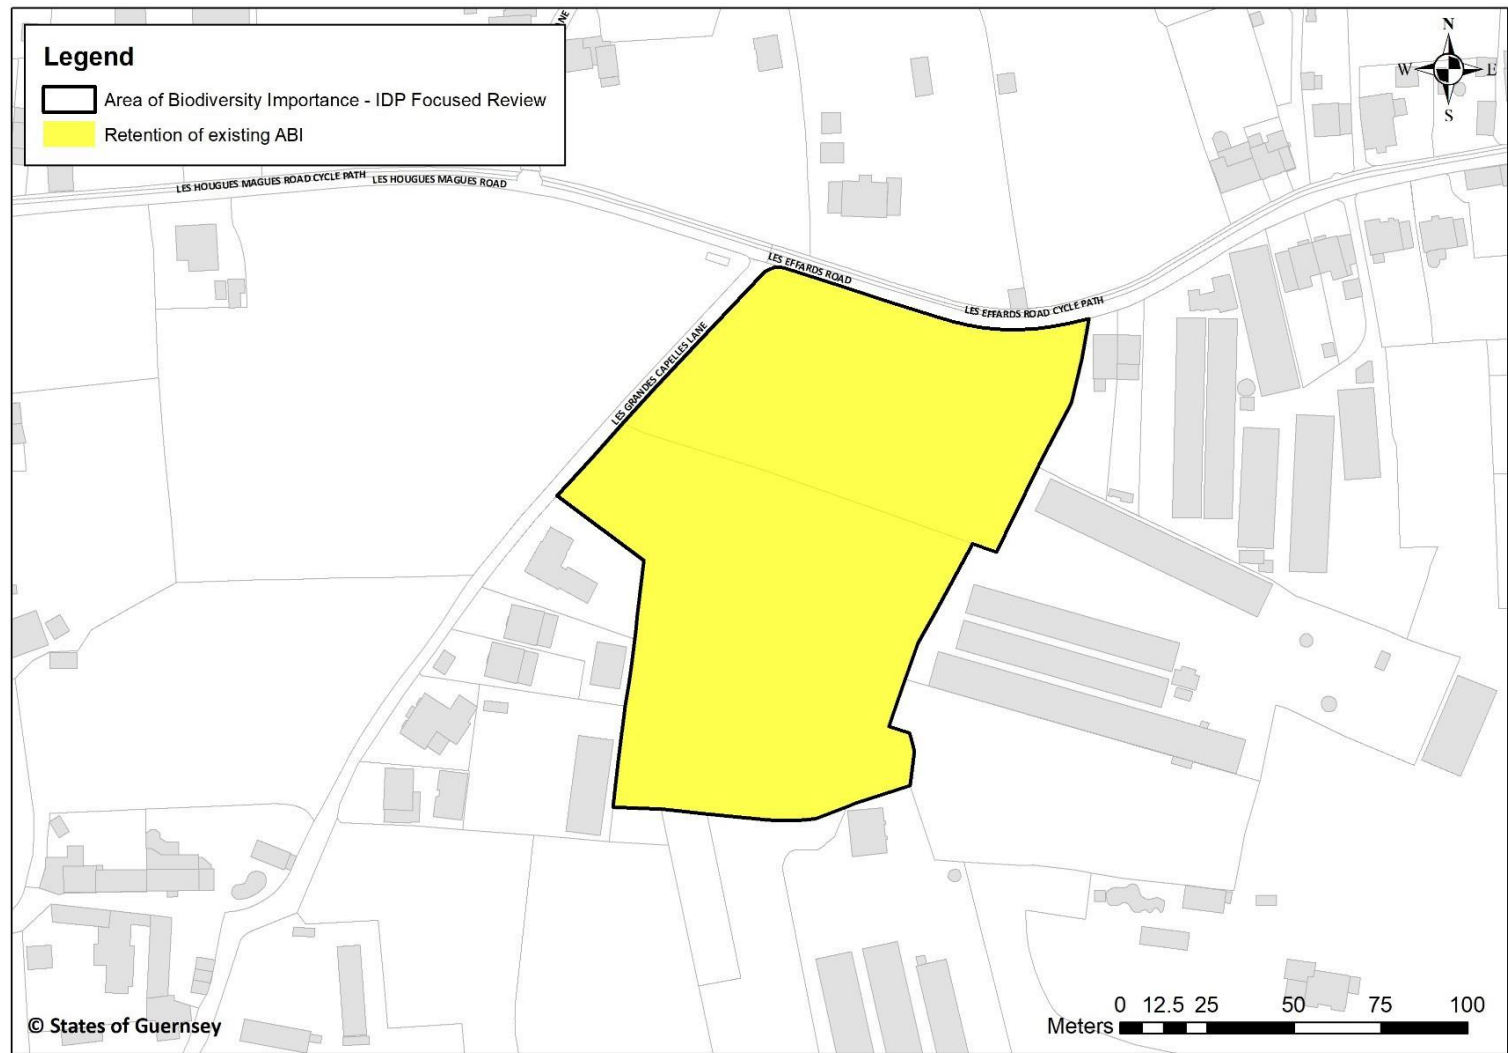 NE
Legend
Area of Biodiversity Importance - IDP Focused Review
Retention of existing ABI
N
W E
S
LES HOUGUES MAGUES ROAD CYCLE PATH LES HOUGUES MAGUES ROAD
LES EFFARDS ROAD
LES EFFARDS ROAD CYCLE PATH
LES GRANDES CAPELLES LANE
0 12.5 25 50 75 100
Meters
© States of Guernsey